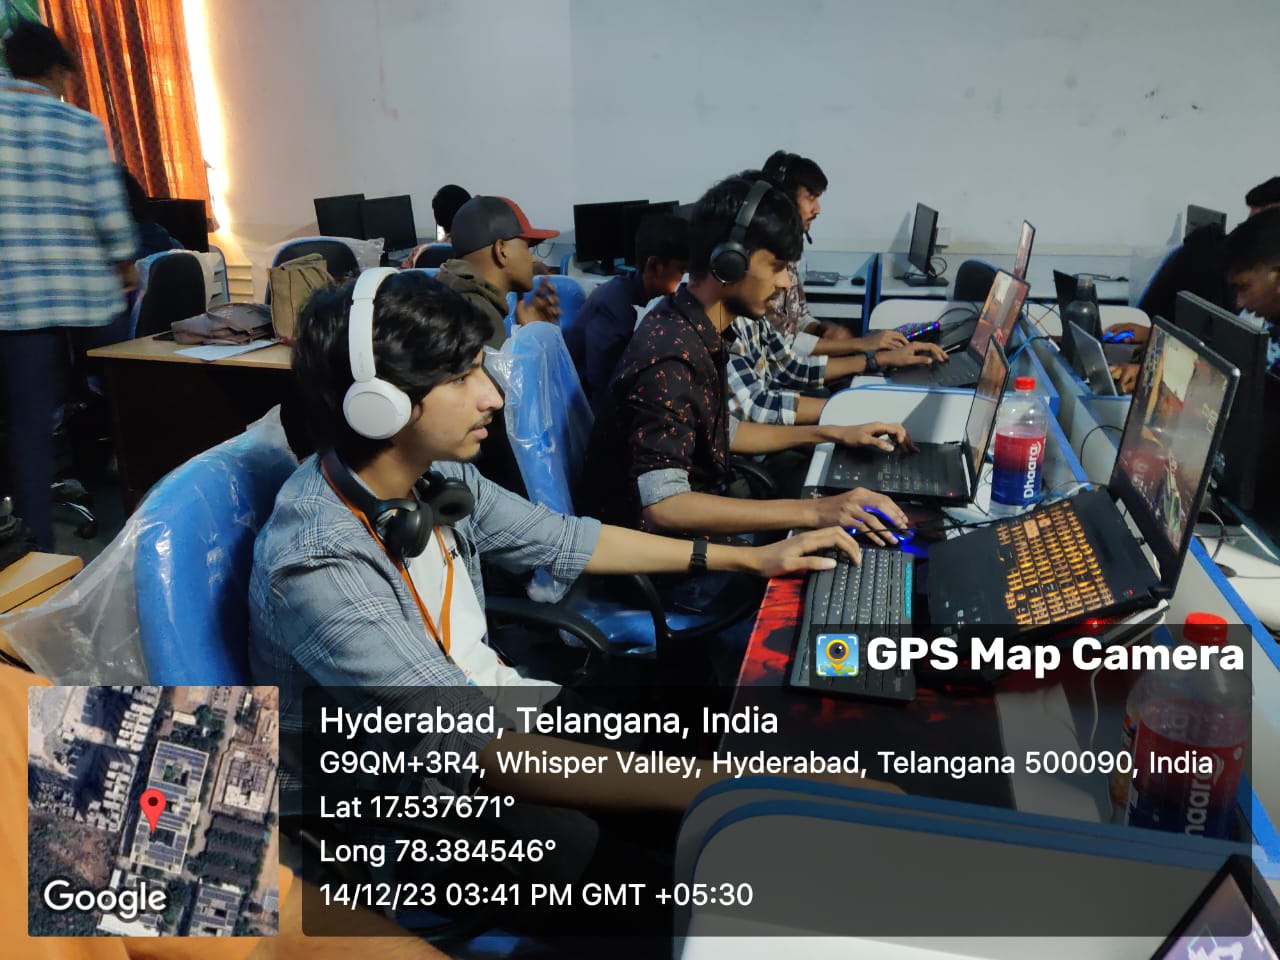 Dhaara
GPS Map Camera
Hyderabad, Telangana, India
G9QM+3R4, Whisper Valley, Hyderabad, Telangana 500090, India
Lat 17.537671°
Long 78.384546°
14/12/23 03:41 PM GMT +05:30
Google